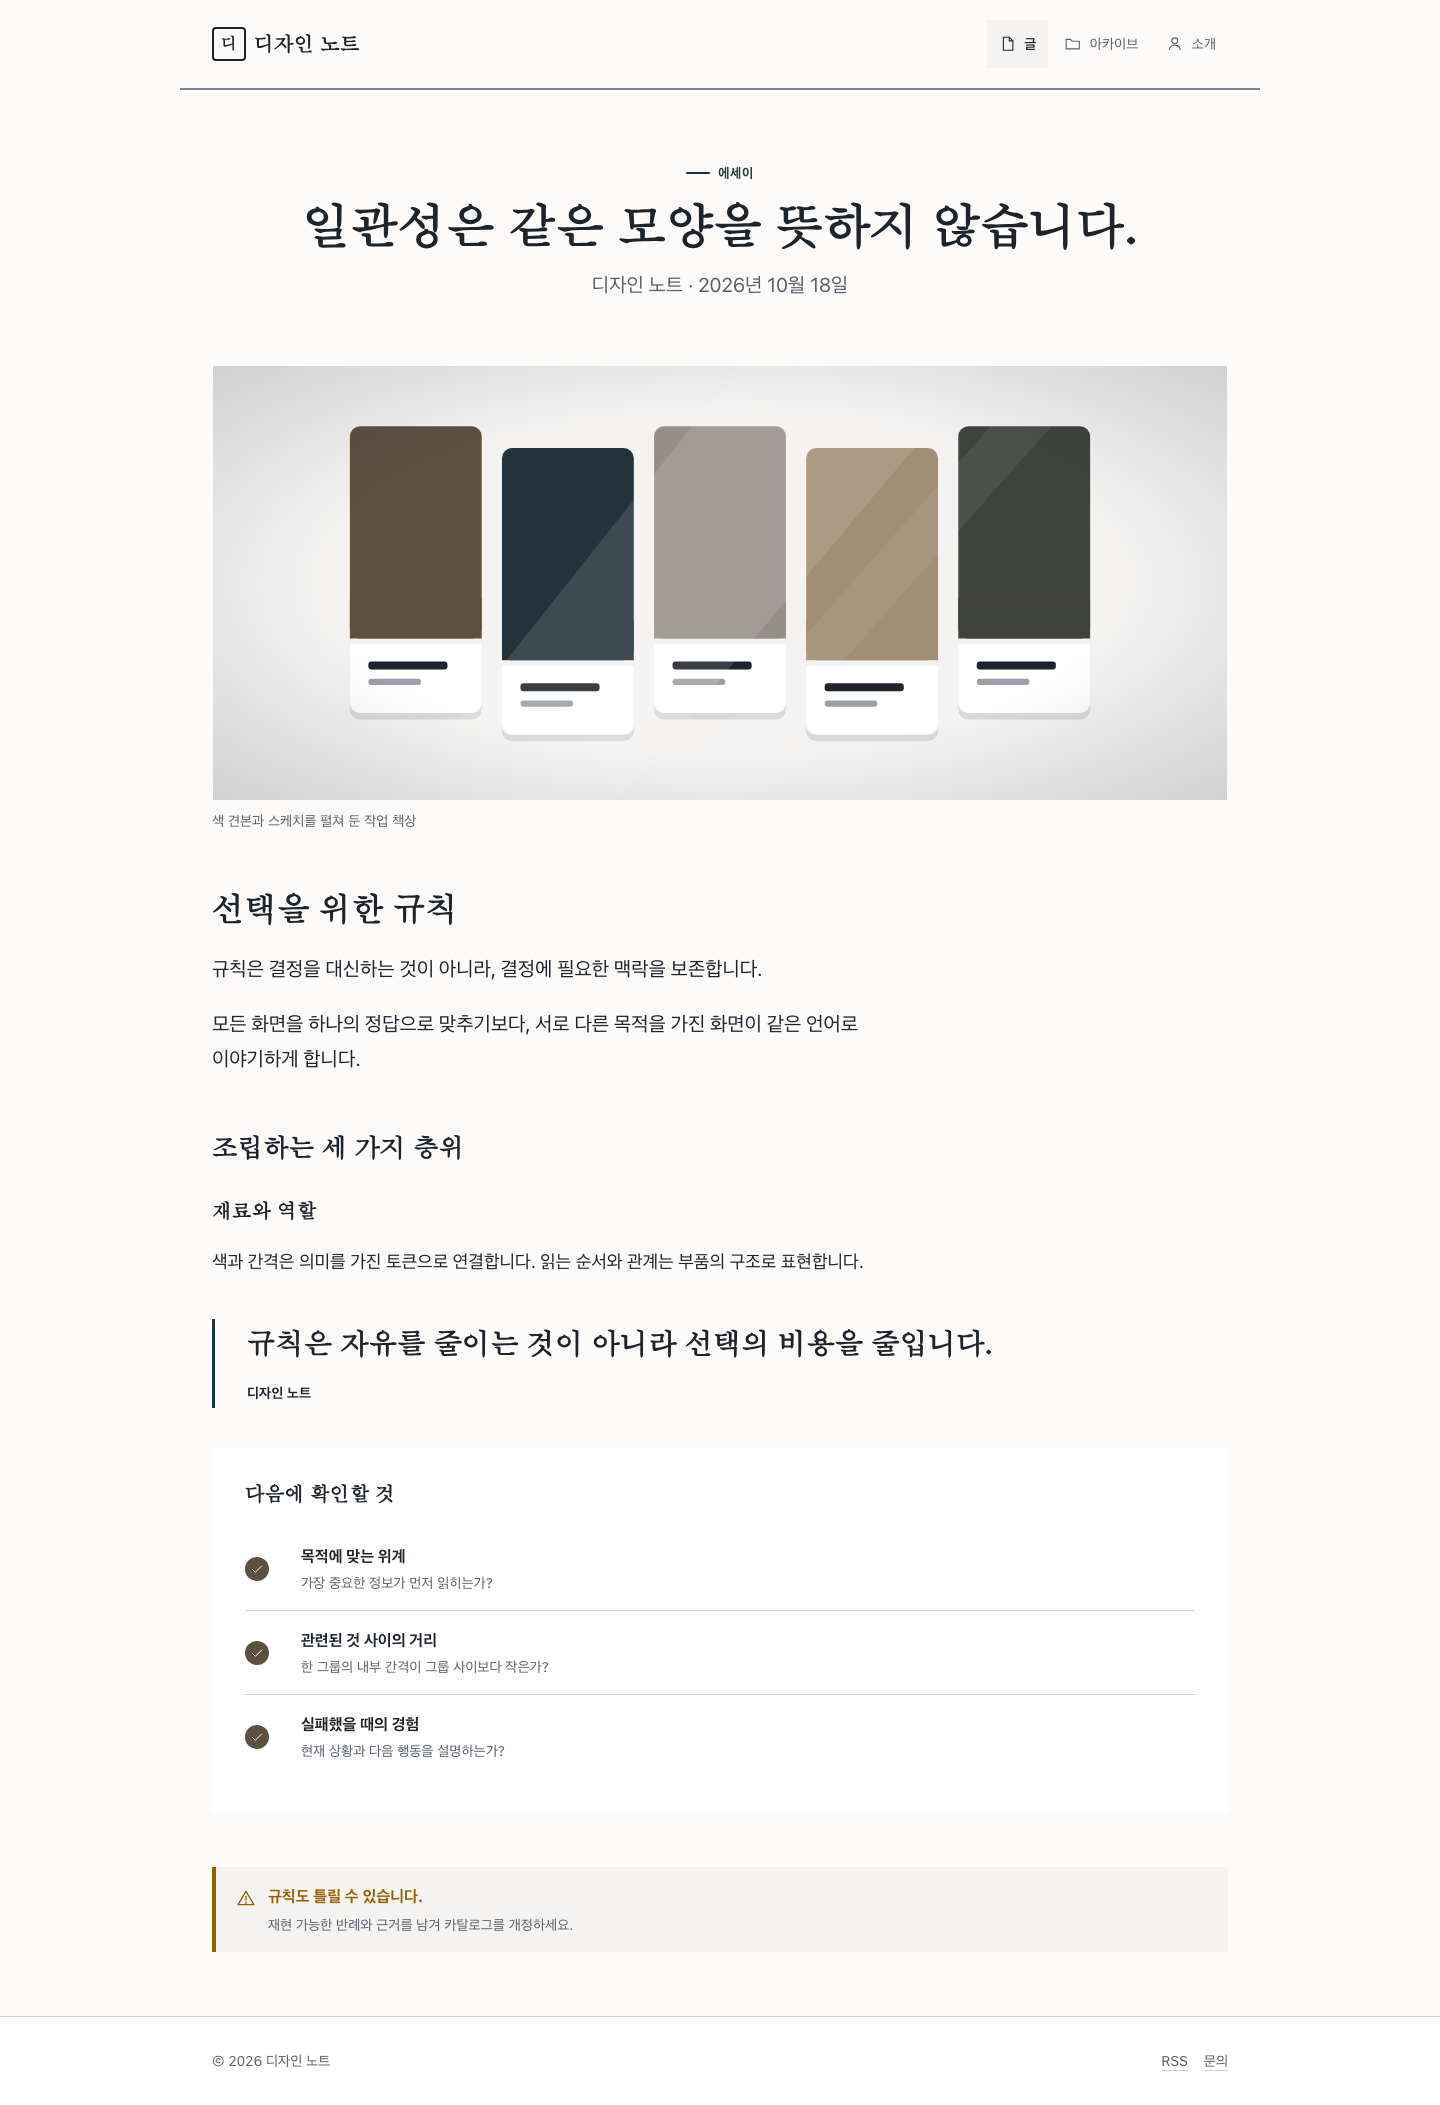 디 디자인 노트
글 아카이브 소개
에세이
일관성은 같은 모양을 뜻하지 않습니다.
디자인 노트 · 2026년 10월 18일
색 견본과 스케치를 펼쳐 둔 작업 책상
선택을 위한 규칙
규칙은 결정을 대신하는 것이 아니라, 결정에 필요한 맥락을 보존합니다.
모든 화면을 하나의 정답으로 맞추기보다, 서로 다른 목적을 가진 화면이 같은 언어로
이야기하게 합니다.
조립하는 세 가지 층위
재료와 역할
색과 간격은 의미를 가진 토큰으로 연결합니다. 읽는 순서와 관계는 부품의 구조로 표현합니다.
규칙은 자유를 줄이는 것이 아니라 선택의 비용을 줄입니다.
디자인 노트
다음에 확인할 것
목적에 맞는 위계
가장 중요한 정보가 먼저 읽히는가?
관련된 것 사이의 거리
한 그룹의 내부 간격이 그룹 사이보다 작은가?
실패했을 때의 경험
현재 상황과 다음 행동을 설명하는가?
규칙도 틀릴 수 있습니다.
재현 가능한 반례와 근거를 남겨 카탈로그를 개정하세요.
© 2026 디자인 노트
RSS 문의